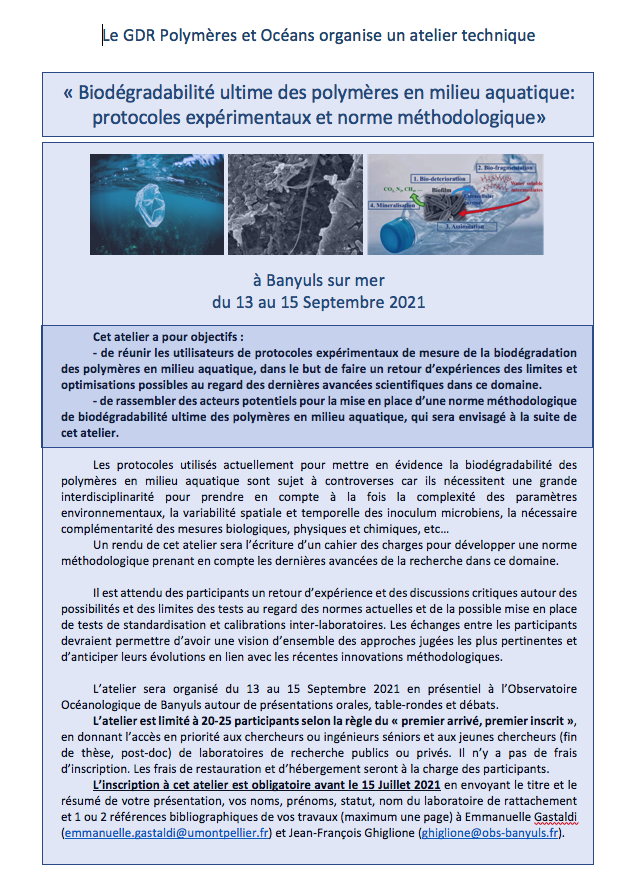 Le GDR Polymères et Océans organise un atelier technique
« Biodégradabilité ultime des polymères en milieu aquatique:
protocoles expérimentaux et norme méthodologique»
1. Bio-deterioration
2. Bio-fragmentation
CO2, N2, CH4, ...
Biofilm
Water soluble
intermediates
Extracellular
enzymes
4. Mineralisation
3. Assimilation
à Banyuls sur mer
du 13 au 15 Septembre 2021
Cet atelier a pour objectifs :
- de réunir les utilisateurs de protocoles expérimentaux de mesure de la biodégradation
des polymères en milieu aquatique, dans le but de faire un retour d’expériences des limites et
optimisations possibles au regard des dernières avancées scientifiques dans ce domaine.
- de rassembler des acteurs potentiels pour la mise en place d’une norme méthodologique
de biodégradabilité ultime des polymères en milieu aquatique, qui sera envisagé à la suite de
cet atelier.
Les protocoles utilisés actuellement pour mettre en évidence la biodégradabilité des
polymères en milieu aquatique sont sujet à controverses car ils nécessitent une grande
interdisciplinarité pour prendre en compte à la fois la complexité des paramètres
environnementaux, la variabilité spatiale et temporelle des inoculum microbiens, la nécessaire
complémentarité des mesures biologiques, physiques et chimiques, etc…
Un rendu de cet atelier sera l’écriture d’un cahier des charges pour développer une norme
méthodologique prenant en compte les dernières avancées de la recherche dans ce domaine.
Il est attendu des participants un retour d’expérience et des discussions critiques autour des
possibilités et des limites des tests au regard des normes actuelles et de la possible mise en place
de tests de standardisation et calibrations inter-laboratoires. Les échanges entre les participants
devraient permettre d’avoir une vision d’ensemble des approches jugées les plus pertinentes et
d’anticiper leurs évolutions en lien avec les récentes innovations méthodologiques.
L’atelier sera organisé du 13 au 15 Septembre 2021 en présentiel à l’Observatoire
Océanologique de Banyuls autour de présentations orales, table-rondes et débats.
L’atelier est limité à 20-25 participants selon la règle du « premier arrivé, premier inscrit »,
en donnant l’accès en priorité aux chercheurs ou ingénieurs séniors et aux jeunes chercheurs (fin
de thèse, post-doc) de laboratoires de recherche publics ou privés. Il n’y a pas de frais
d’inscription. Les frais de restauration et d’hébergement seront à la charge des participants.
L’inscription à cet atelier est obligatoire avant le 15 Juillet 2021 en envoyant le titre et le
résumé de votre présentation, vos noms, prénoms, statut, nom du laboratoire de rattachement
et 1 ou 2 références bibliographiques de vos travaux (maximum une page) à Emmanuelle Gastaldi
(emmanuelle.gastaldi@umontpellier.fr) et Jean-François Ghiglione (ghiglione@obs-banyuls.fr).